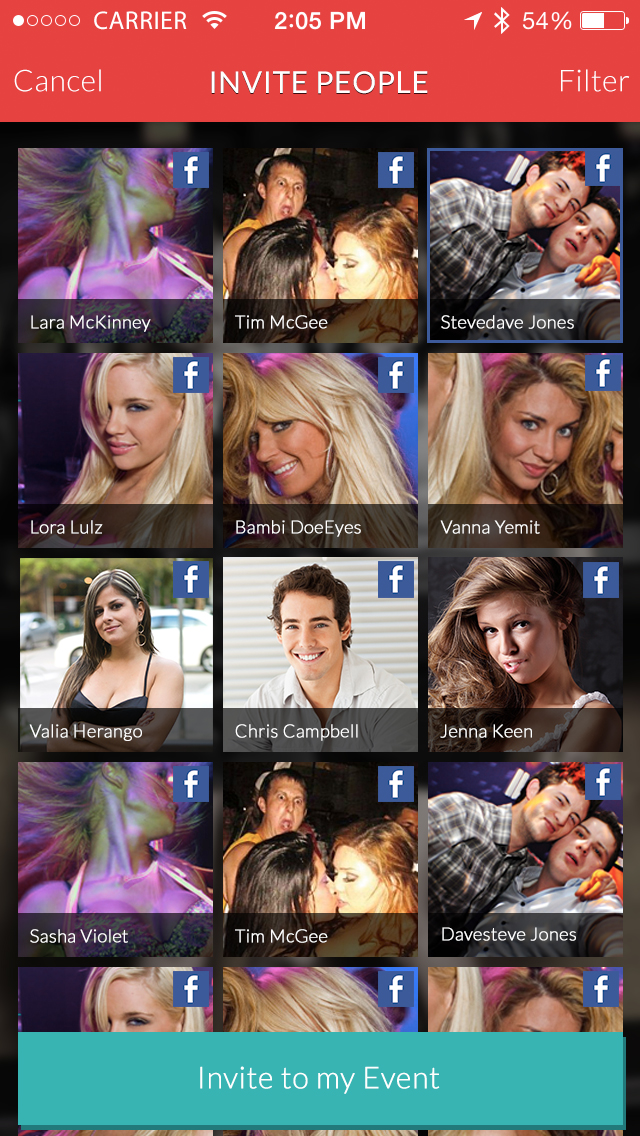 CARRIER 2:05 PM 54%
Cancel INVITE PEOPLE Filter
f f f
Lara McKinney Tim McGee Stevedave Jones
f f f
Lora Lulz Bambi DoeEyes Vanna Yemit
f f f
Valia Herango Chris Campbell Jenna Keen
f f f
Sasha Violet Tim McGee Davesteve Jones
f f f
Invite to my Event